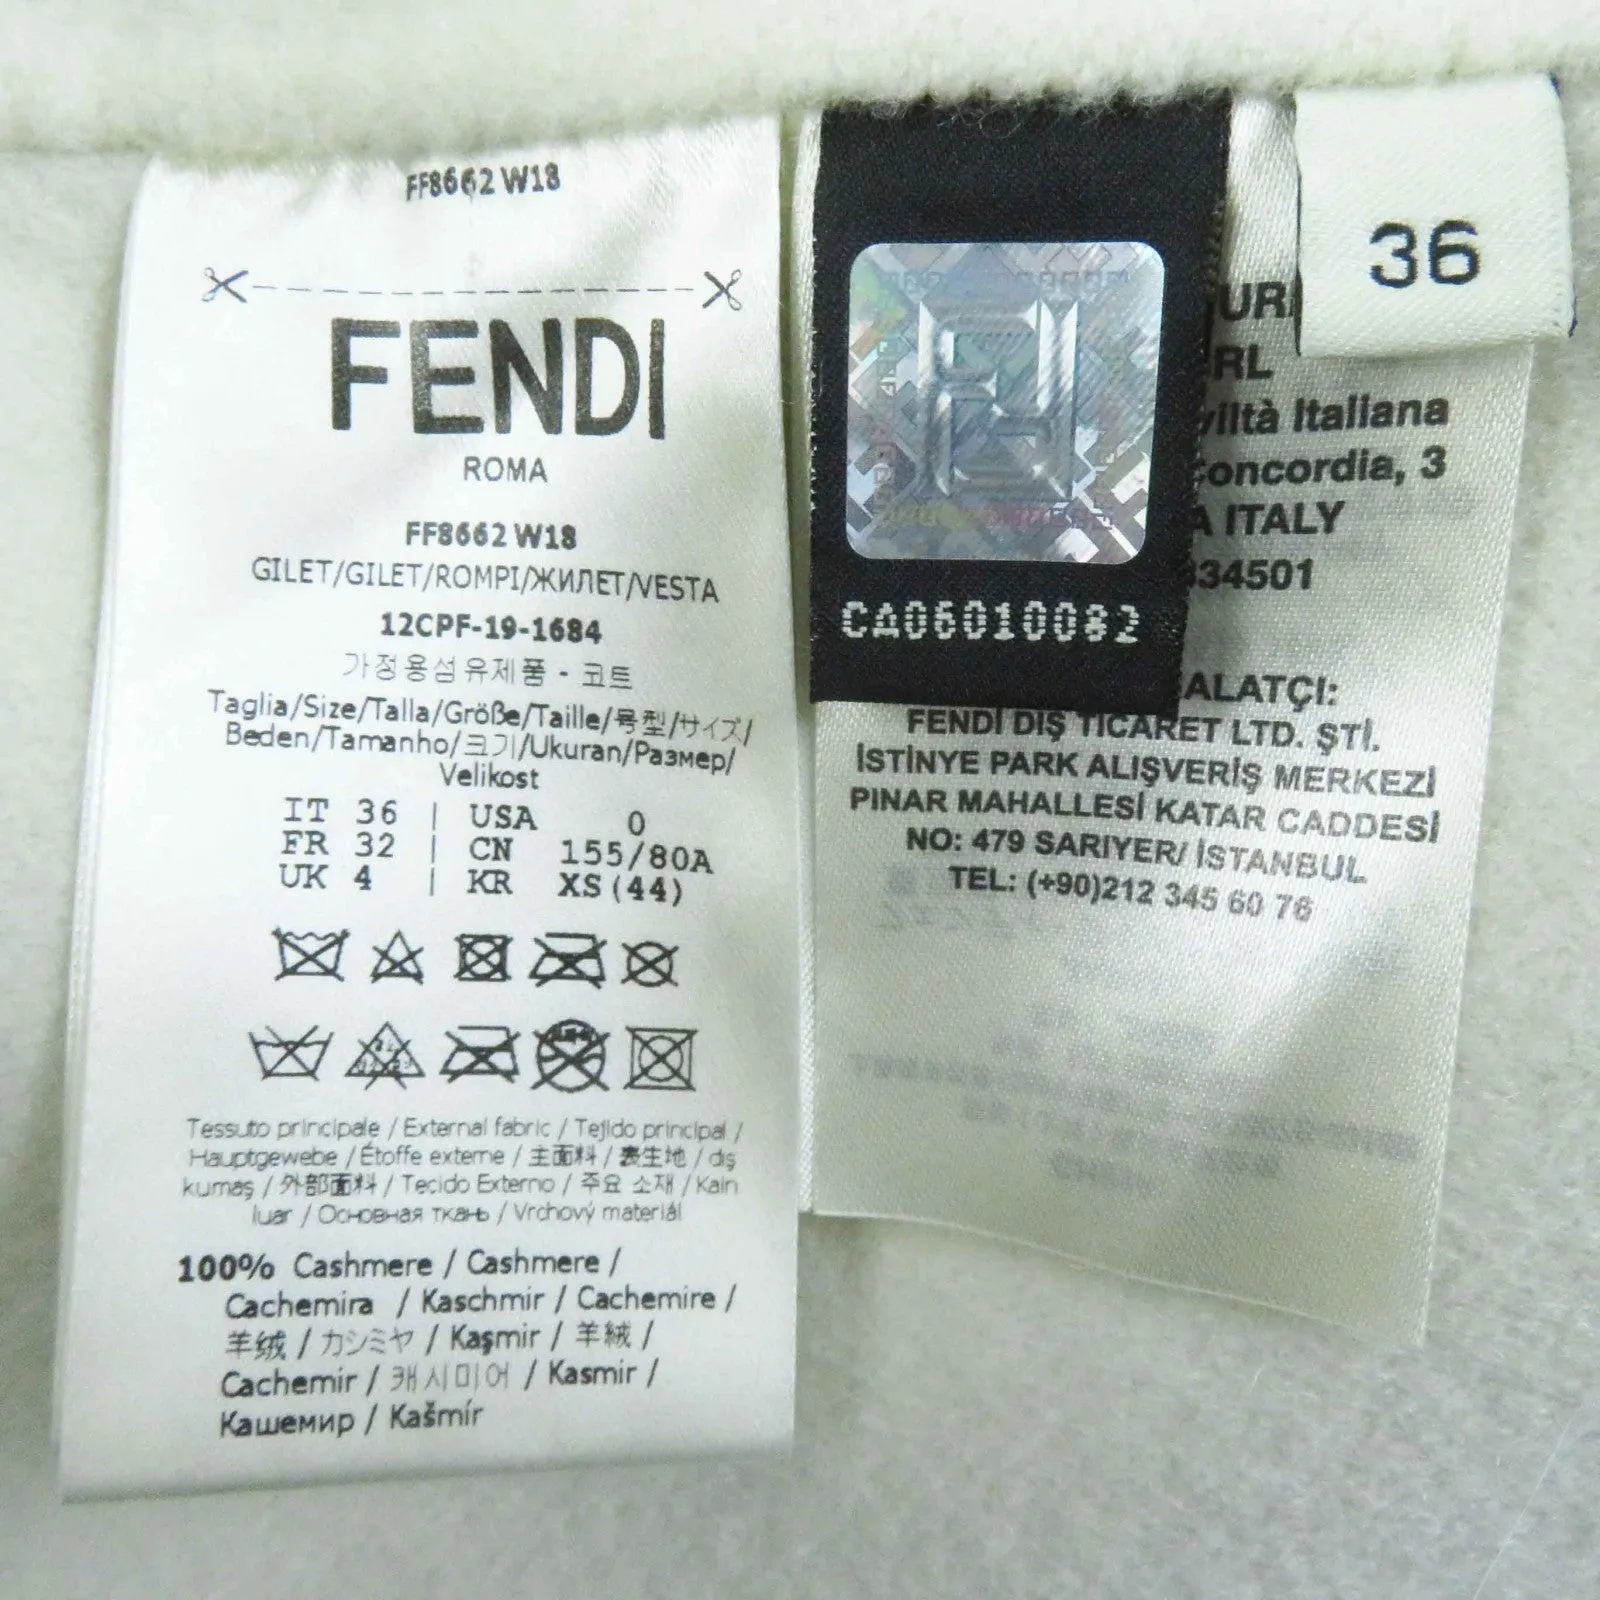 FF8662 W18
FENDI
ROMA
FF8662 W18
GILET/GILET/ROMPI/ЖИЛЕТ/VESTA
12CPF-19-1684
가정용섬유제품 - 코트
Taglia/Size/Talla/Größe/Taille/号型/サイズ/
Beden/Tamanho/크기/Ukuran/Размер/
Velikost
IT 36 | USA 0
FR 32 | CN 155/80A
UK 4 | KR XS(44)
Tessuto principale / External fabric / Tejido principal /
Hauptgewebe / Étoffe externe / 主面料 / 表生地 / dış
kumaş / 外部面料 / Tecido Externo / 주요 소재 / Kain
luar / Основная ткань / Vrchový materiál
100% Cashmere / Cashmere /
Cachemira / Kaschmir / Cachemire /
羊绒 / カシミヤ / Kaşmir / 羊絨 /
Cachemir / 캐시미어 / Kasmir /
Кашемир / Kašmír
CA06010082
36
URI
RL
viltà Italiana
Concordia, 3
A ITALY
34501
ALATÇI:
FENDİ DIŞ TİCARET LTD. ŞTİ.
İSTİNYE PARK ALIŞVERİŞ MERKEZİ
PINAR MAHALLESİ KATAR CADDESİ
NO: 479 SARIYER/ İSTANBUL
TEL: (+90)212 345 60 76